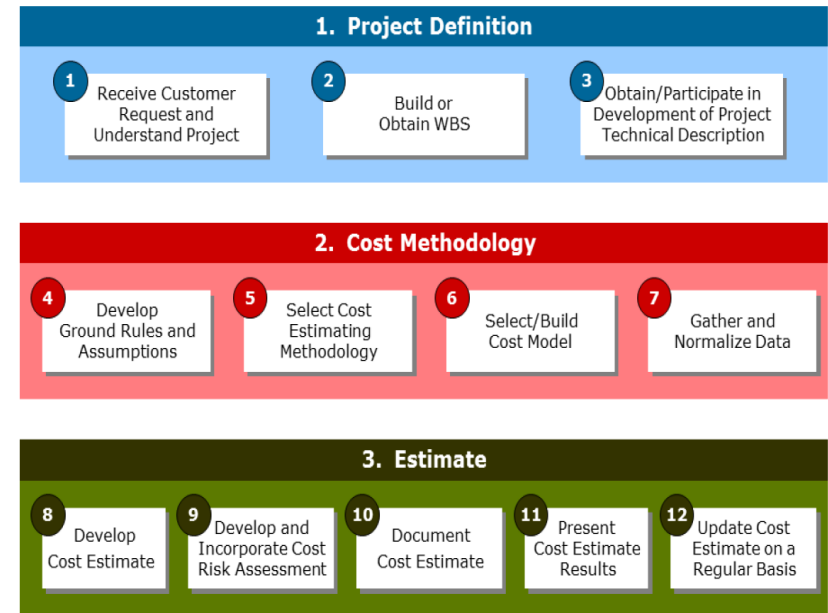 1. Project Definition
1
Receive Customer
Request and
Understand Project
2
Build or
Obtain WBS
3
Obtain/Participate in
Development of Project
Technical Description
2. Cost Methodology
4
Develop
Ground Rules and
Assumptions
5
Select Cost
Estimating
Methodology
6
Select/Build
Cost Model
7
Gather and
Normalize Data
3. Estimate
8
Develop
Cost Estimate
9
Develop and
Incorporate Cost
Risk Assessment
10
Document
Cost Estimate
11
Present
Cost Estimate
Results
12
Update Cost
Estimate on a
Regular Basis